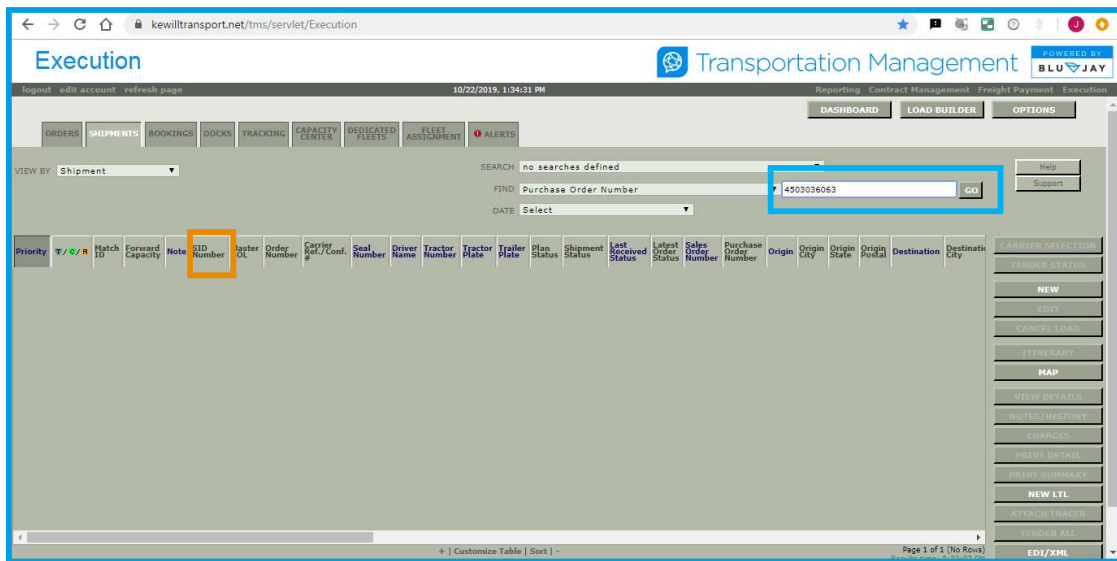 kewilltransport.net/tms/servlet/Execution
J
Execution
Transportation Management
POWERED BY
BLUJAY
logout edit account refresh page
10/22/2019, 1:34:31 PM
Reporting Contract Management Freight Payment Execution
DASHBOARD LOAD BUILDER OPTIONS
ORDERS SHIPMENTS BOOKINGS DOCKS TRACKING CAPACITY CENTER DEDICATED FLEETS FLEET ASSIGNMENT ALERTS
VIEW BY Shipment
SEARCH no searches defined
Help
FIND Purchase Order Number 4503036063 GO
Support
DATE Select
Priority T/C/R Match ID Forward Capacity Note SID Number Order Number Carrier Ref./Conf. # Seal Number Driver Name Tractor Number Tractor Plate Trailer Plate Plan Status Shipment Status Last Received Status Latest Order Status Sales Order Number Purchase Order Number Origin Origin City Origin State Origin Postal Destination Destinati City
CARRIER SELECTION
TENDER STATUS
NEW
EDIT
CANCEL LOAD
ITINERARY
MAP
VIEW DETAILS
NOTES/HISTORY
CHARGES
PRINT DETAIL
PRINT SUMMARY
NEW LTL
ATTACH TRACER
TENDER ALL
+ | Customize Table | Sort | -
Page 1 of 1 (No Rows)
EDI/XML